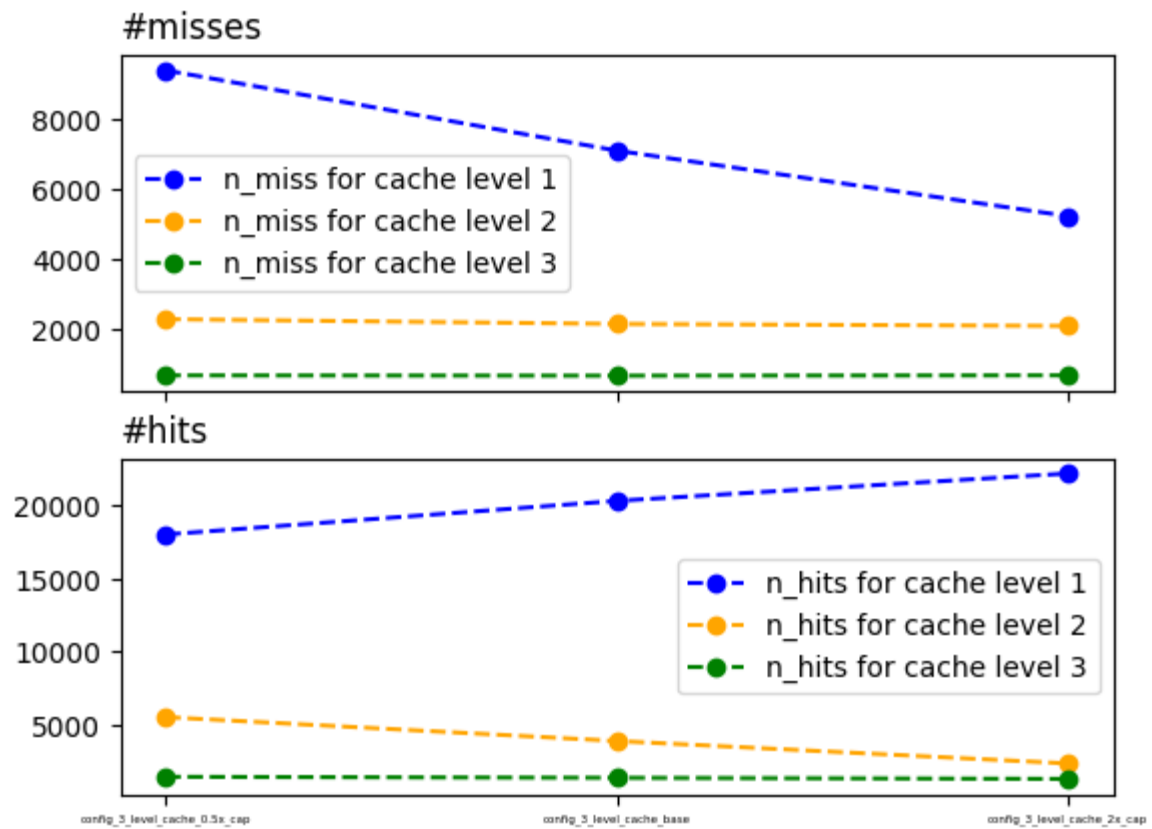 #misses
8000
6000
4000
2000
n_miss for cache level 1
n_miss for cache level 2
n_miss for cache level 3
#hits
20000
15000
10000
5000
n_hits for cache level 1
n_hits for cache level 2
n_hits for cache level 3
config_3_level_cache_0.5x_cap config_3_level_cache_base config_3_level_cache_2x_cap